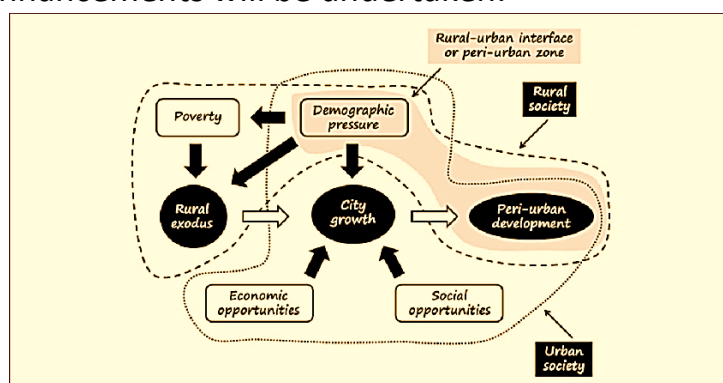 nhancements will be undertaken.
Rural-urban interface
or peri-urban zone
Rural
society
Poverty
Demographic
pressure
Rural
exodus
City
growth
Peri-urban
development
Economic
opportunities
Social
opportunities
Urban
society